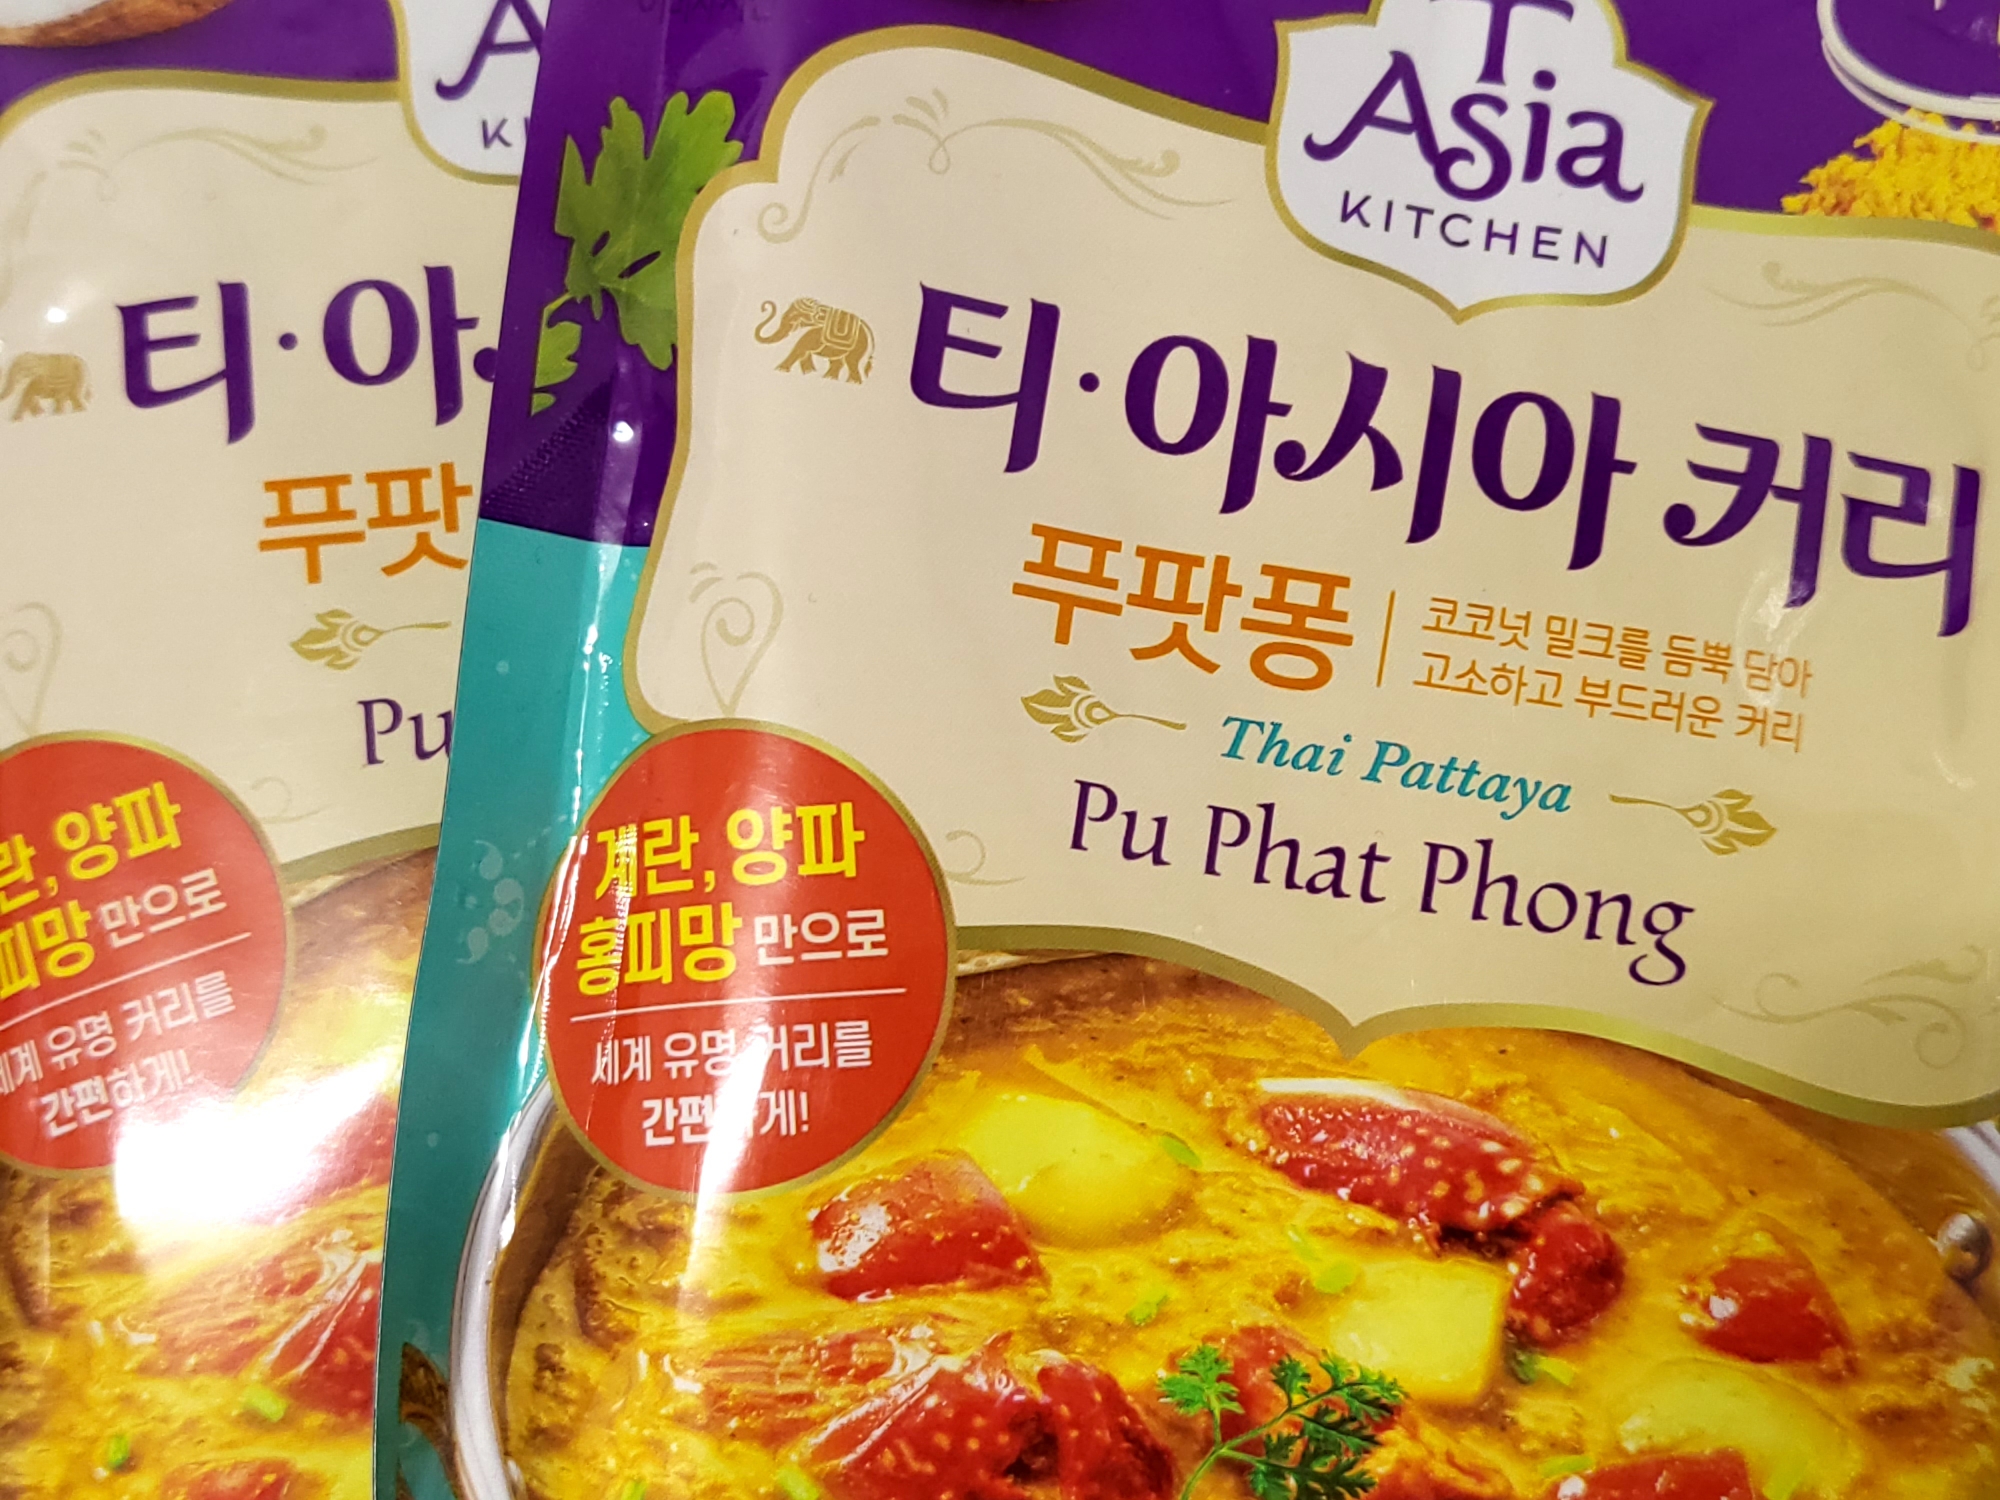 A
KI
티·아
푸팟
Pu
란, 양파
피망 만으로
세계 유명 커리를
간편하게!
T
Asia
KITCHEN
티·아시아 커리
푸팟퐁
코코넛 밀크를 듬뿍 담아
고소하고 부드러운 커리
Thai Pattaya
Pu Phat Phong
계란, 양파
홍피망 만으로
세계 유명 커리를
간편하게!